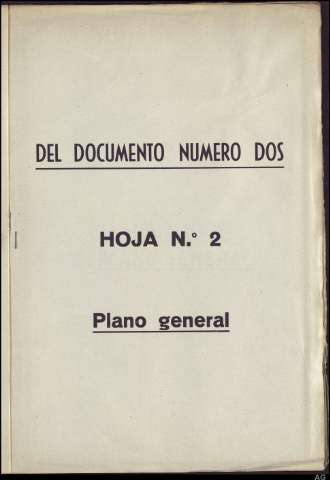 DEL DOCUMENTO NUMERO DOS
HOJA N.º 2
Plano general
AG